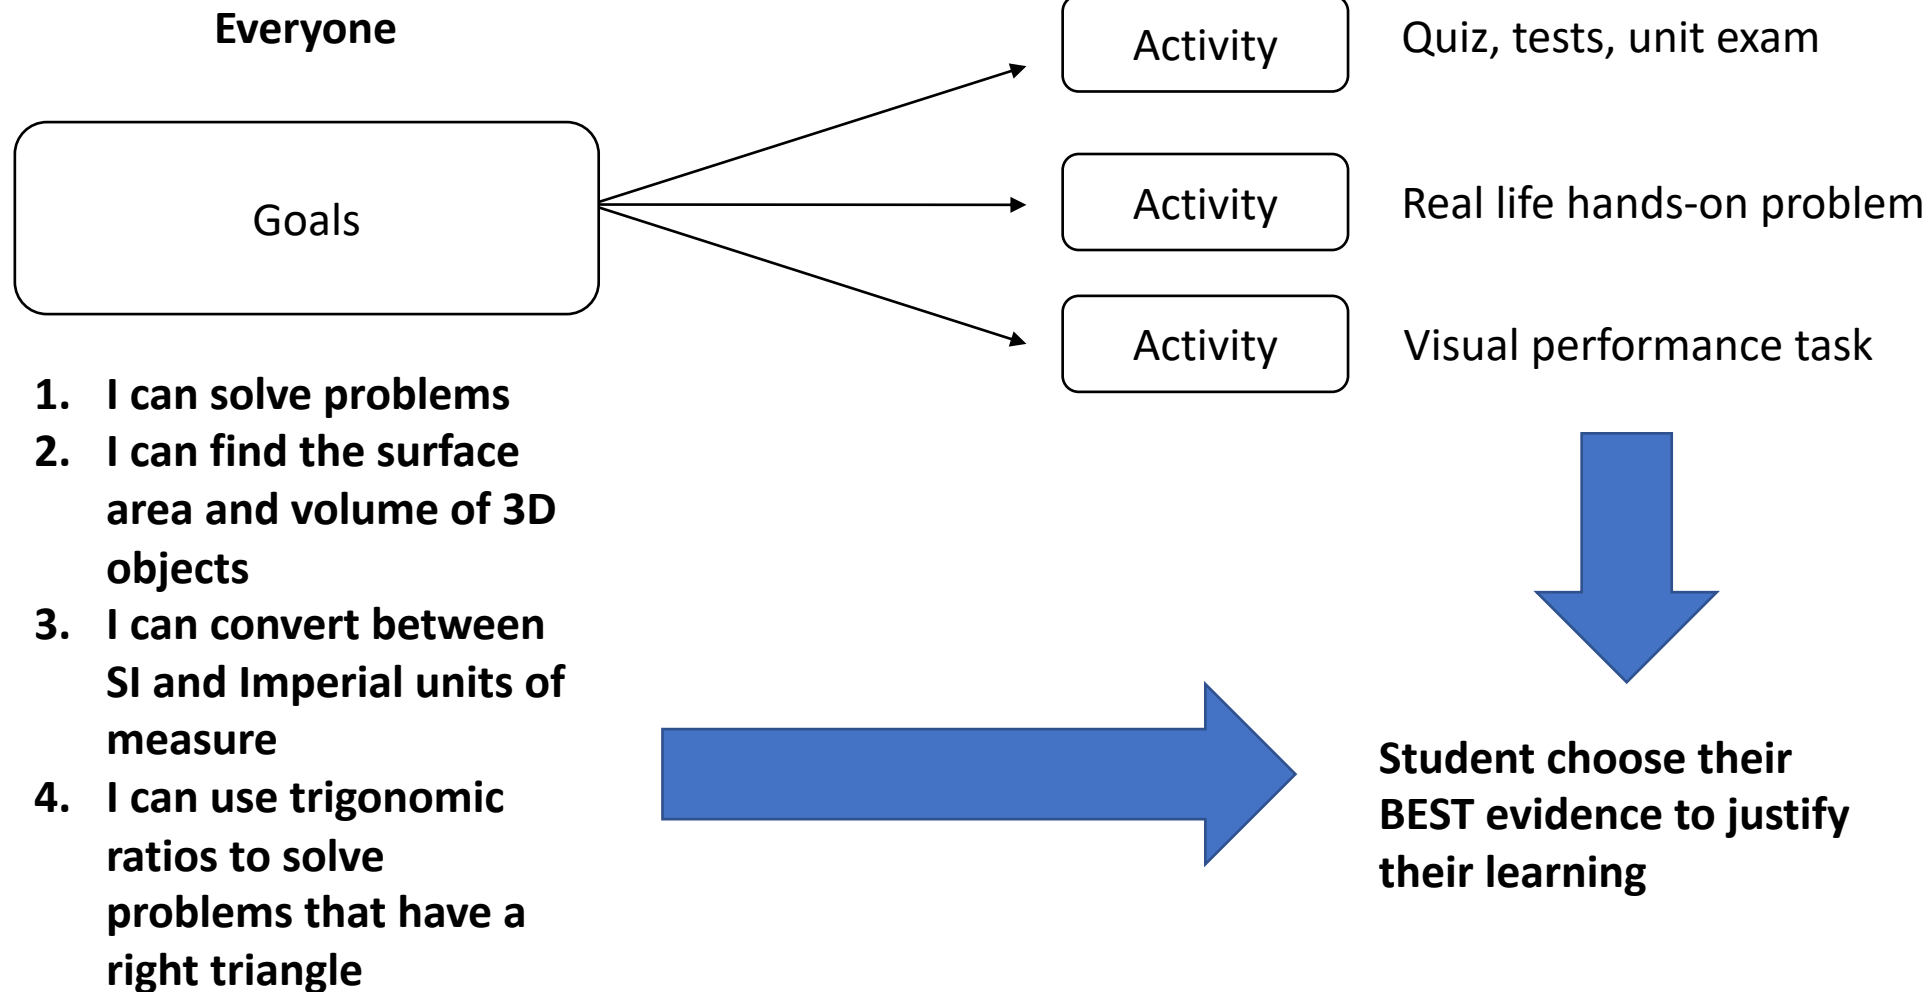 Everyone
Goals
1. I can solve problems
2. I can find the surface
area and volume of 3D
objects
3. I can convert between
SI and Imperial units of
measure
4. I can use trigonomic
ratios to solve
problems that have a
right triangle
Activity
Quiz, tests, unit exam
Activity
Real life hands-on problem
Activity
Visual performance task
Student choose their
BEST evidence to justify
their learning